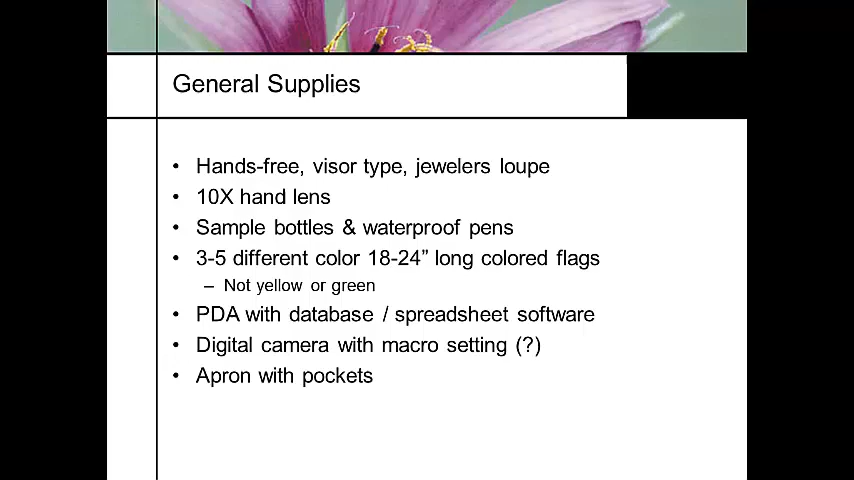 General Supplies
• Hands-free, visor type, jewelers loupe
• 10X hand lens
• Sample bottles & waterproof pens
• 3-5 different color 18-24” long colored flags
– Not yellow or green
• PDA with database / spreadsheet software
• Digital camera with macro setting (?)
• Apron with pockets